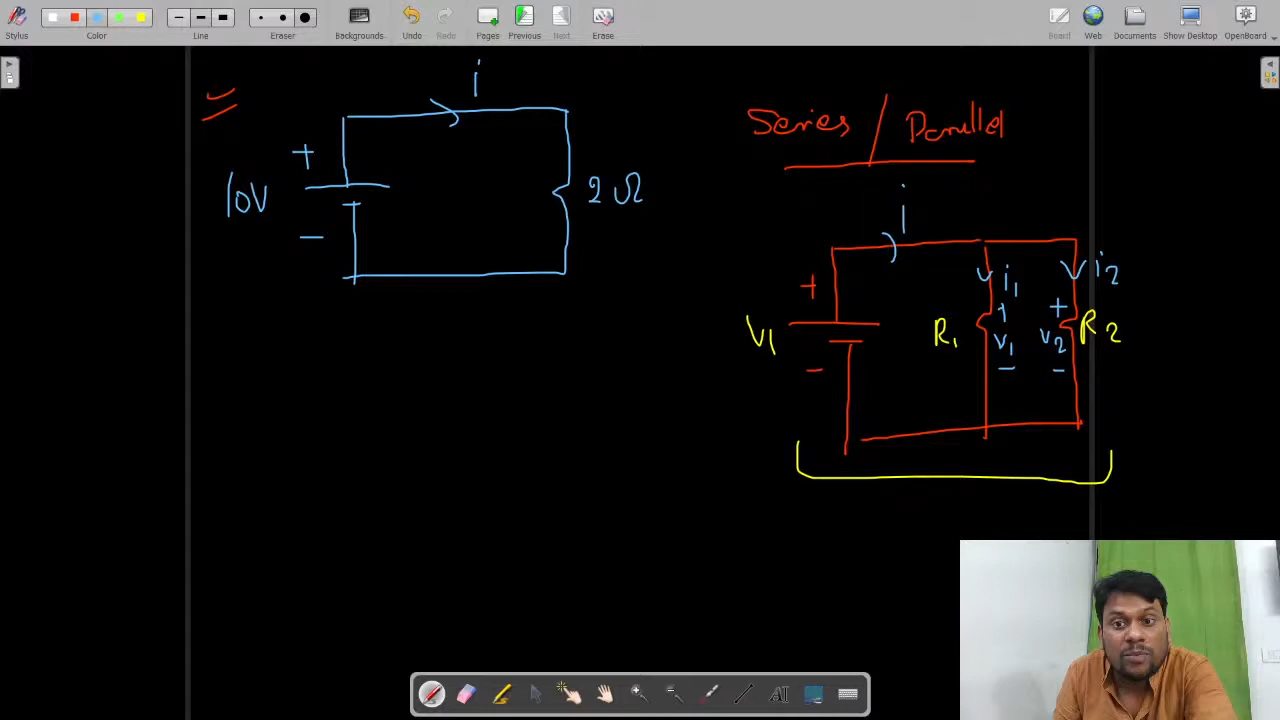 Stylus Color Line Eraser Backgrounds Undo Redo Pages Previous Next Erase Board Web Documents Show Desktop OpenBoard
i
+
10V
-
2 Ω
Series / Parallel
i
i1
i2
+
+
+
V1
R1
v1
v2
R2
-
-
-
AI